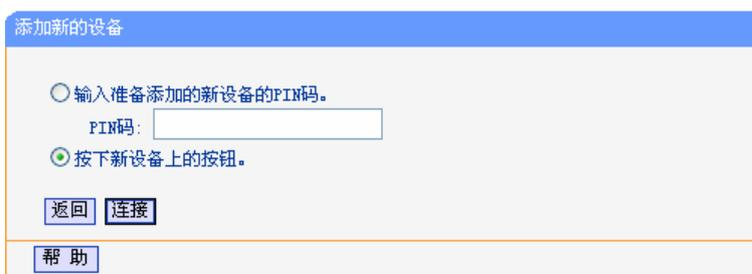 添加新的设备
输入准备添加的新设备的PIN码。
PIN码:
按下新设备上的按钮。
返回 连接
帮 助